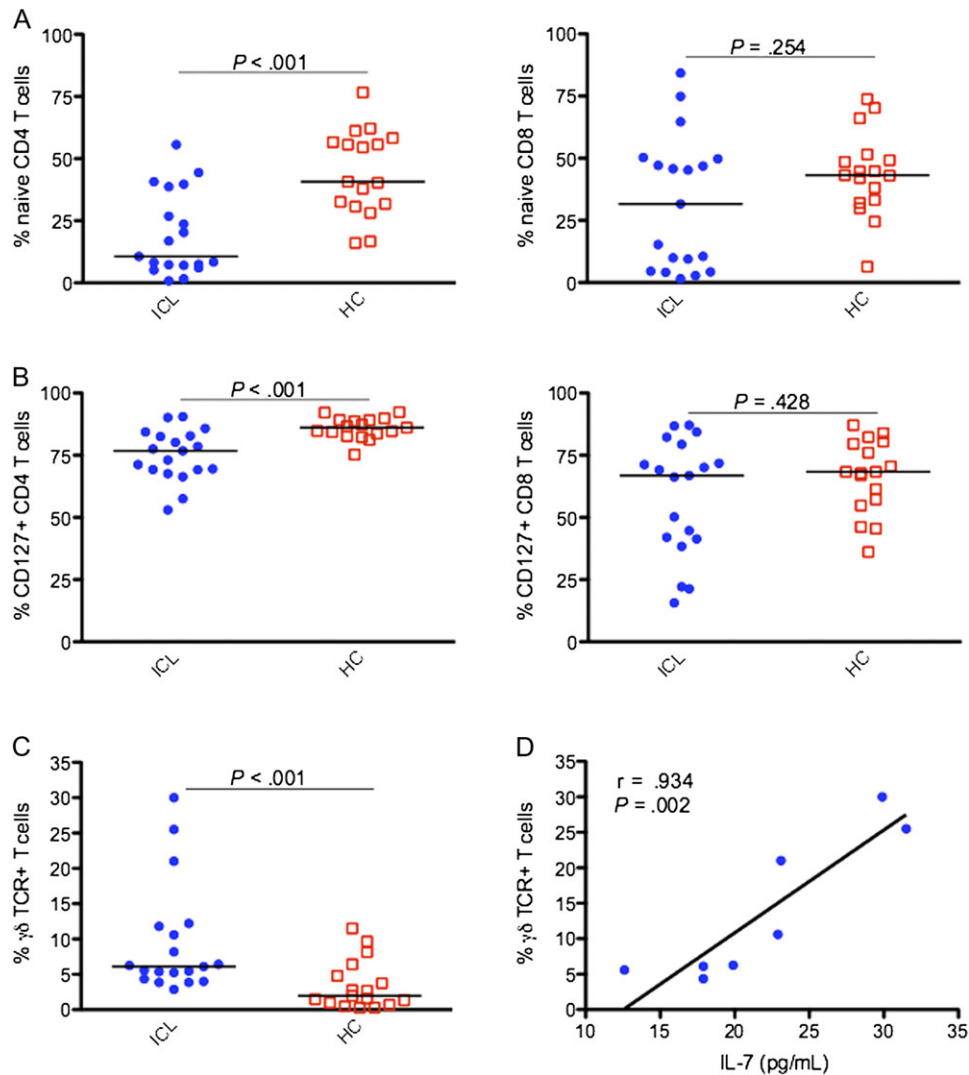 A
% naive CD4 T cells
100
75
50
25
0
P < .001
ICL
HC
% naive CD8 T cells
100
75
50
25
0
P = .254
ICL
HC
B
% CD127+ CD4 T cells
100
75
50
25
0
P < .001
ICL
HC
% CD127+ CD8 T cells
100
75
50
25
0
P = .428
ICL
HC
C
% γδ TCR+ T cells
35
30
25
20
15
10
5
0
P < .001
ICL
HC
D
% γδ TCR+ T cells
35
30
25
20
15
10
5
0
r = .934
P = .002
10
15
20
25
30
35
IL-7 (pg/mL)